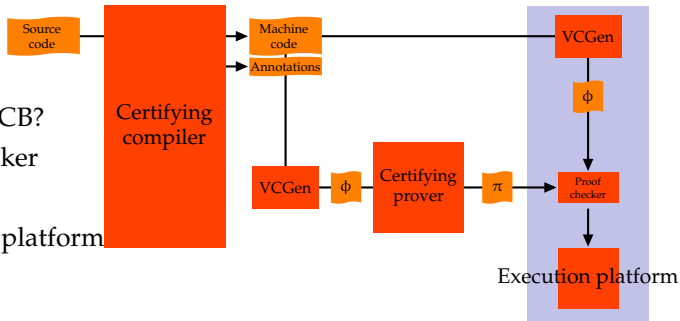 Source
code
Machine
code
Annotations
VCGen
ϕ
CB?
ker
platform
Certifying
compiler
VCGen
ϕ
Certifying
prover
π
Proof
checker
Execution platform